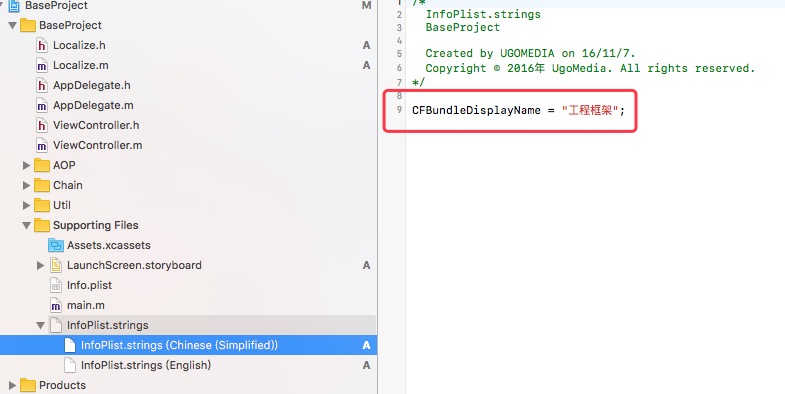 BaseProject M
BaseProject
Localize.h A
Localize.m A
AppDelegate.h
AppDelegate.m
ViewController.h
ViewController.m
AOP
Chain
Util
Supporting Files
Assets.xcassets
LaunchScreen.storyboard A
Info.plist
main.m
InfoPlist.strings
InfoPlist.strings (Chinese (Simplified)) A
InfoPlist.strings (English) A
Products
1 /*
2 InfoPlist.strings
3 BaseProject
4
5 Created by UGOMEDIA on 16/11/7.
6 Copyright © 2016年 UgoMedia. All rights reserved.
7 */
8
9 CFBundleDisplayName = "工程框架";